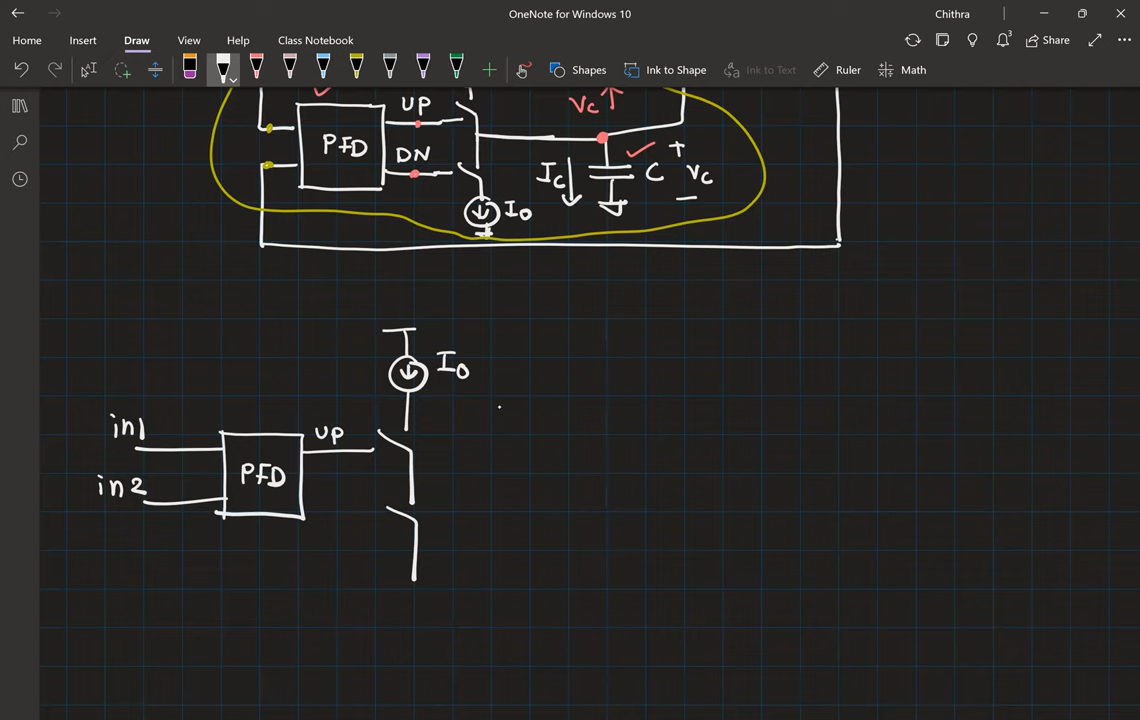 OneNote for Windows 10
Chithra
Home Insert Draw View Help Class Notebook
Share
Shapes Ink to Shape Ink to Text Ruler Math
UP
Vc
PFD
DN
Ic
C
+
Vc
−
Io
Io
in1
UP
PFD
in2